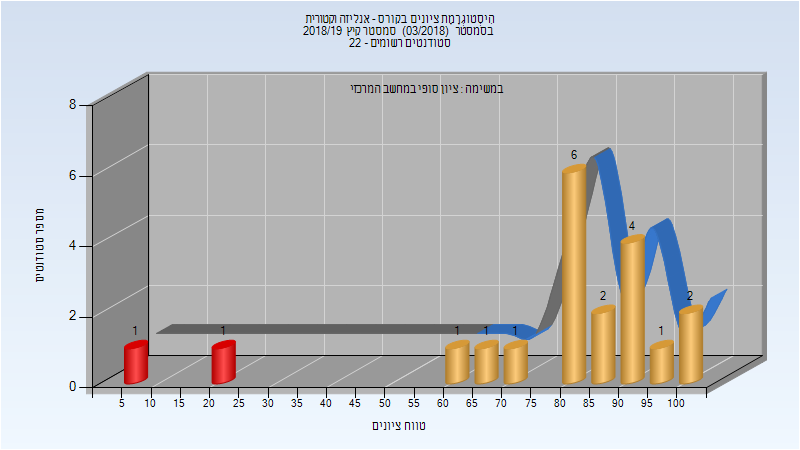 היסטוגרמת ציונים בקורס - אנליזה וקטורית
בסמסטר (03/2018) סמסטר קיץ 2018/19
סטודנטים רשומים - 22
במשימה : ציון סופי במחשב המרכזי
מספר סטודנטים
8
6
4
2
0
1
1
1
1
1
6
2
4
1
2
5 10 15 20 25 30 35 40 45 50 55 60 65 70 75 80 85 90 95 100
טווח ציונים